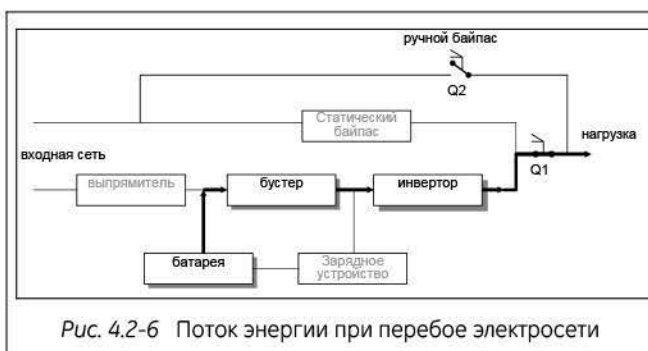 ручной байпас
Q2
Статический
байпас
нагрузка
входная сеть
Q1
выпрямитель
бустер
инвертор
батарея
Зарядное
устройство
Рис. 4.2-6 Поток энергии при перебое электросети